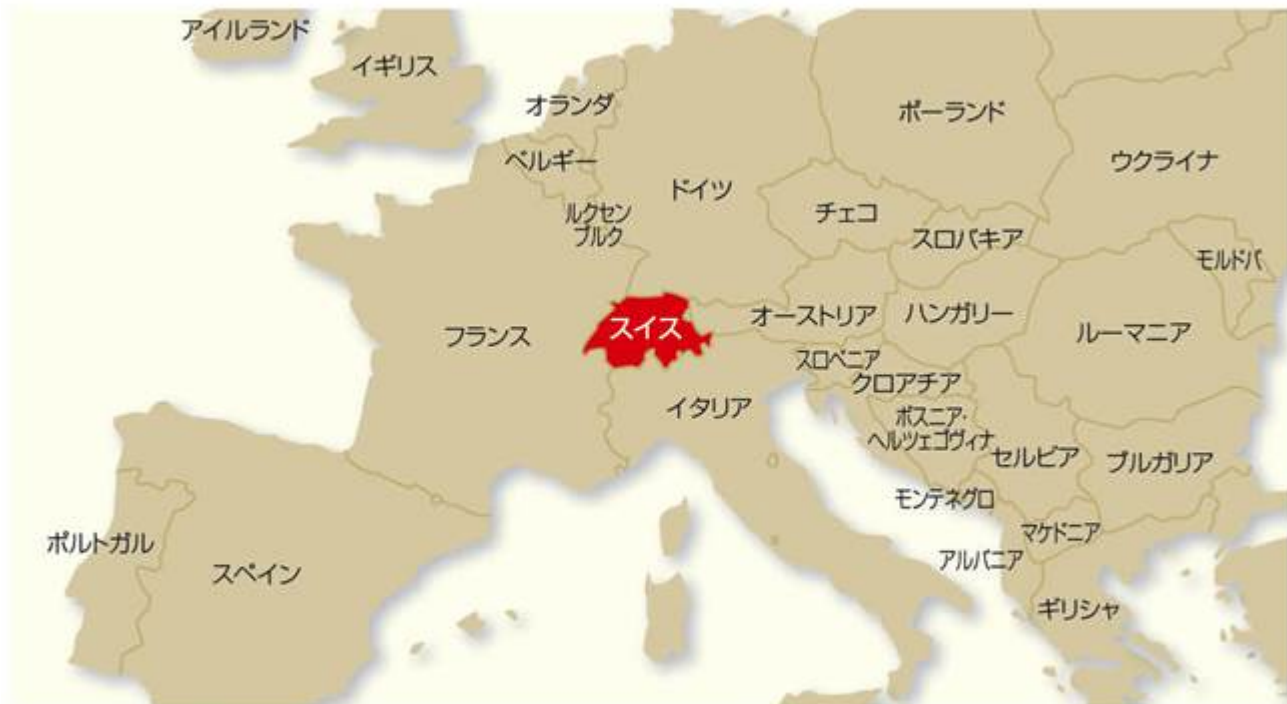 アイルランド
イギリス
オランダ
ポーランド
ベルギー
ウクライナ
ドイツ
ルクセン
ブルク
チェコ
スロバキア
モルドバ
オーストリア
ハンガリー
スイス
フランス
ルーマニア
スロベニア
クロアチア
イタリア
ボスニア・
ヘルツェゴヴィナ
セルビア
ブルガリア
モンテネグロ
マケドニア
ポルトガル
アルバニア
スペイン
ギリシャ